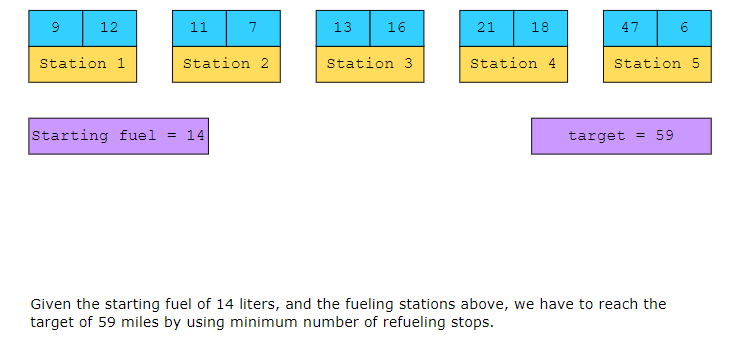 9 12 11 7 13 16 21 18 47 6
Station 1 Station 2 Station 3 Station 4 Station 5
Starting fuel = 14 target = 59
Given the starting fuel of 14 liters, and the fueling stations above, we have to reach the
target of 59 miles by using minimum number of refueling stops.